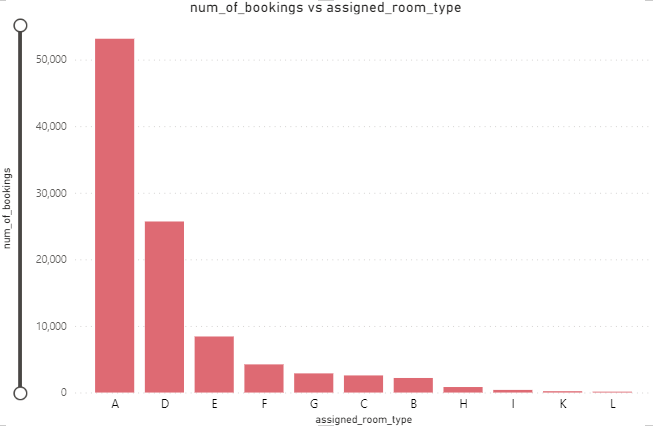 num_of_bookings vs assigned_room_type
num_of_bookings
50,000
40,000
30,000
20,000
10,000
0
A D E F G C B H I K L
assigned_room_type